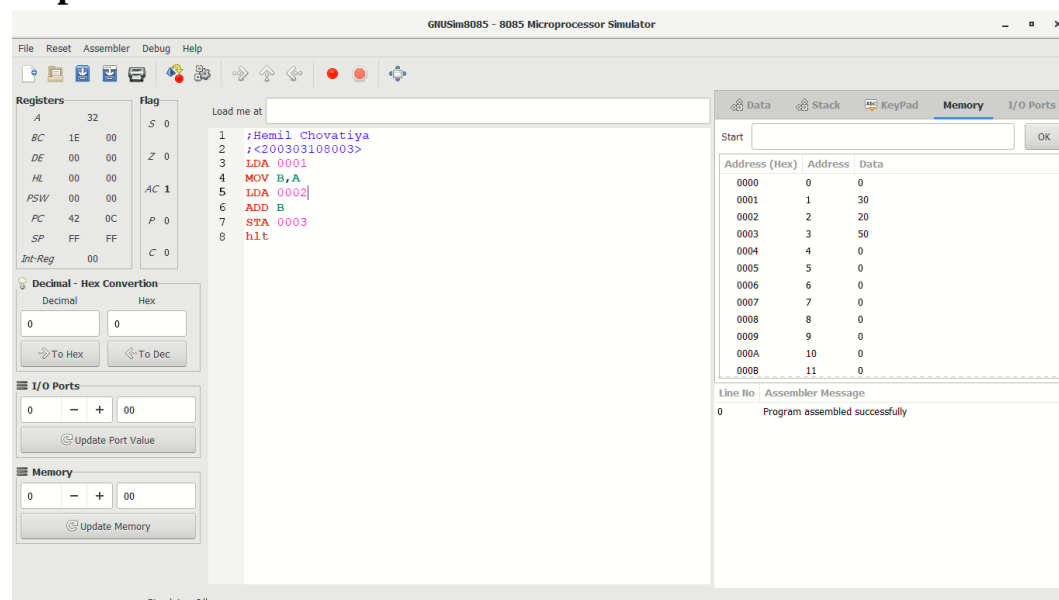 GNUSim8085 - 8085 Microprocessor Simulator
File Reset Assembler Debug Help
Registers
A 32
BC 1E 00
DE 00 00
HL 00 00
PSW 00 00
PC 42 0C
SP FF FF
Int-Reg 00
Flag
S 0
Z 0
AC 1
P 0
C 0
Decimal - Hex Convertion
Decimal Hex
0 0
To Hex To Dec
I/O Ports
0 − + 00
Update Port Value
Memory
0 − + 00
Update Memory
Load me at
1 ;Hemil Chovatiya
2 ;<200303108003>
3 LDA 0001
4 MOV B,A
5 LDA 0002
6 ADD B
7 STA 0003
8 hlt
Data Stack KeyPad Memory I/O Ports
Start OK
Address (Hex) Address Data
0000 0 0
0001 1 30
0002 2 20
0003 3 50
0004 4 0
0005 5 0
0006 6 0
0007 7 0
0008 8 0
0009 9 0
000A 10 0
000B 11 0
Line No Assembler Message
0 Program assembled successfully